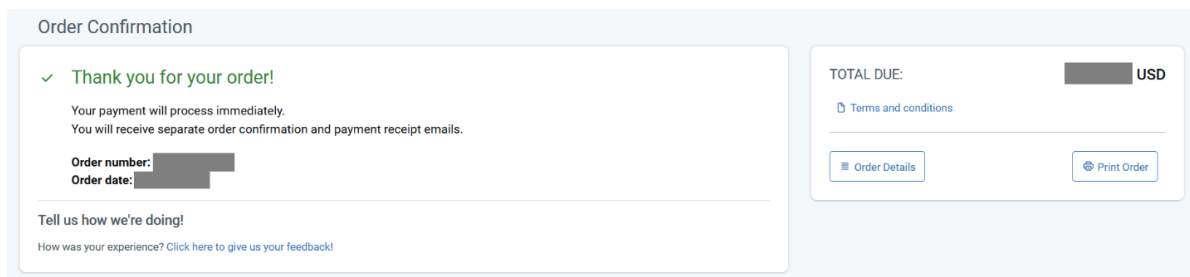 Order Confirmation
Thank you for your order!
Your payment will process immediately.
You will receive separate order confirmation and payment receipt emails.
Order number:
Order date:
Tell us how we're doing!
How was your experience? Click here to give us your feedback!
TOTAL DUE: USD
Terms and conditions
Order Details
Print Order